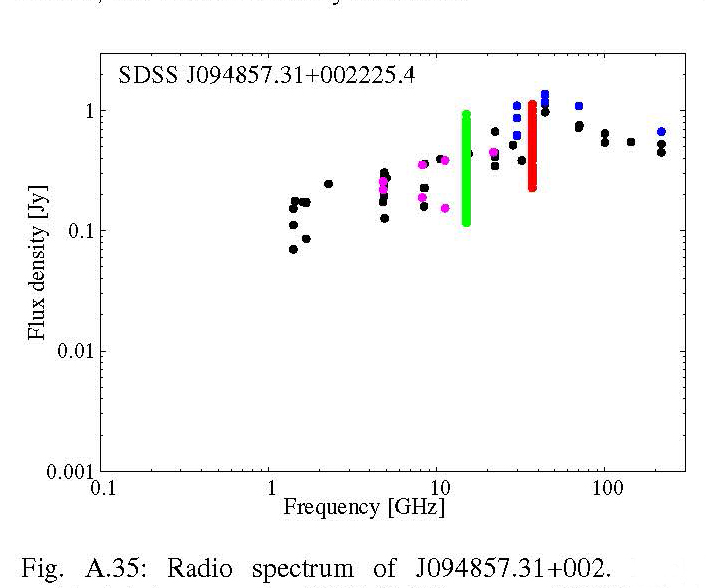 SDSS J094857.31+002225.4
1
0.1
0.01
0.001
Flux density [Jy]
0.1 1 10 100
Frequency [GHz]
Fig. A.35: Radio spectrum of J094857.31+002.